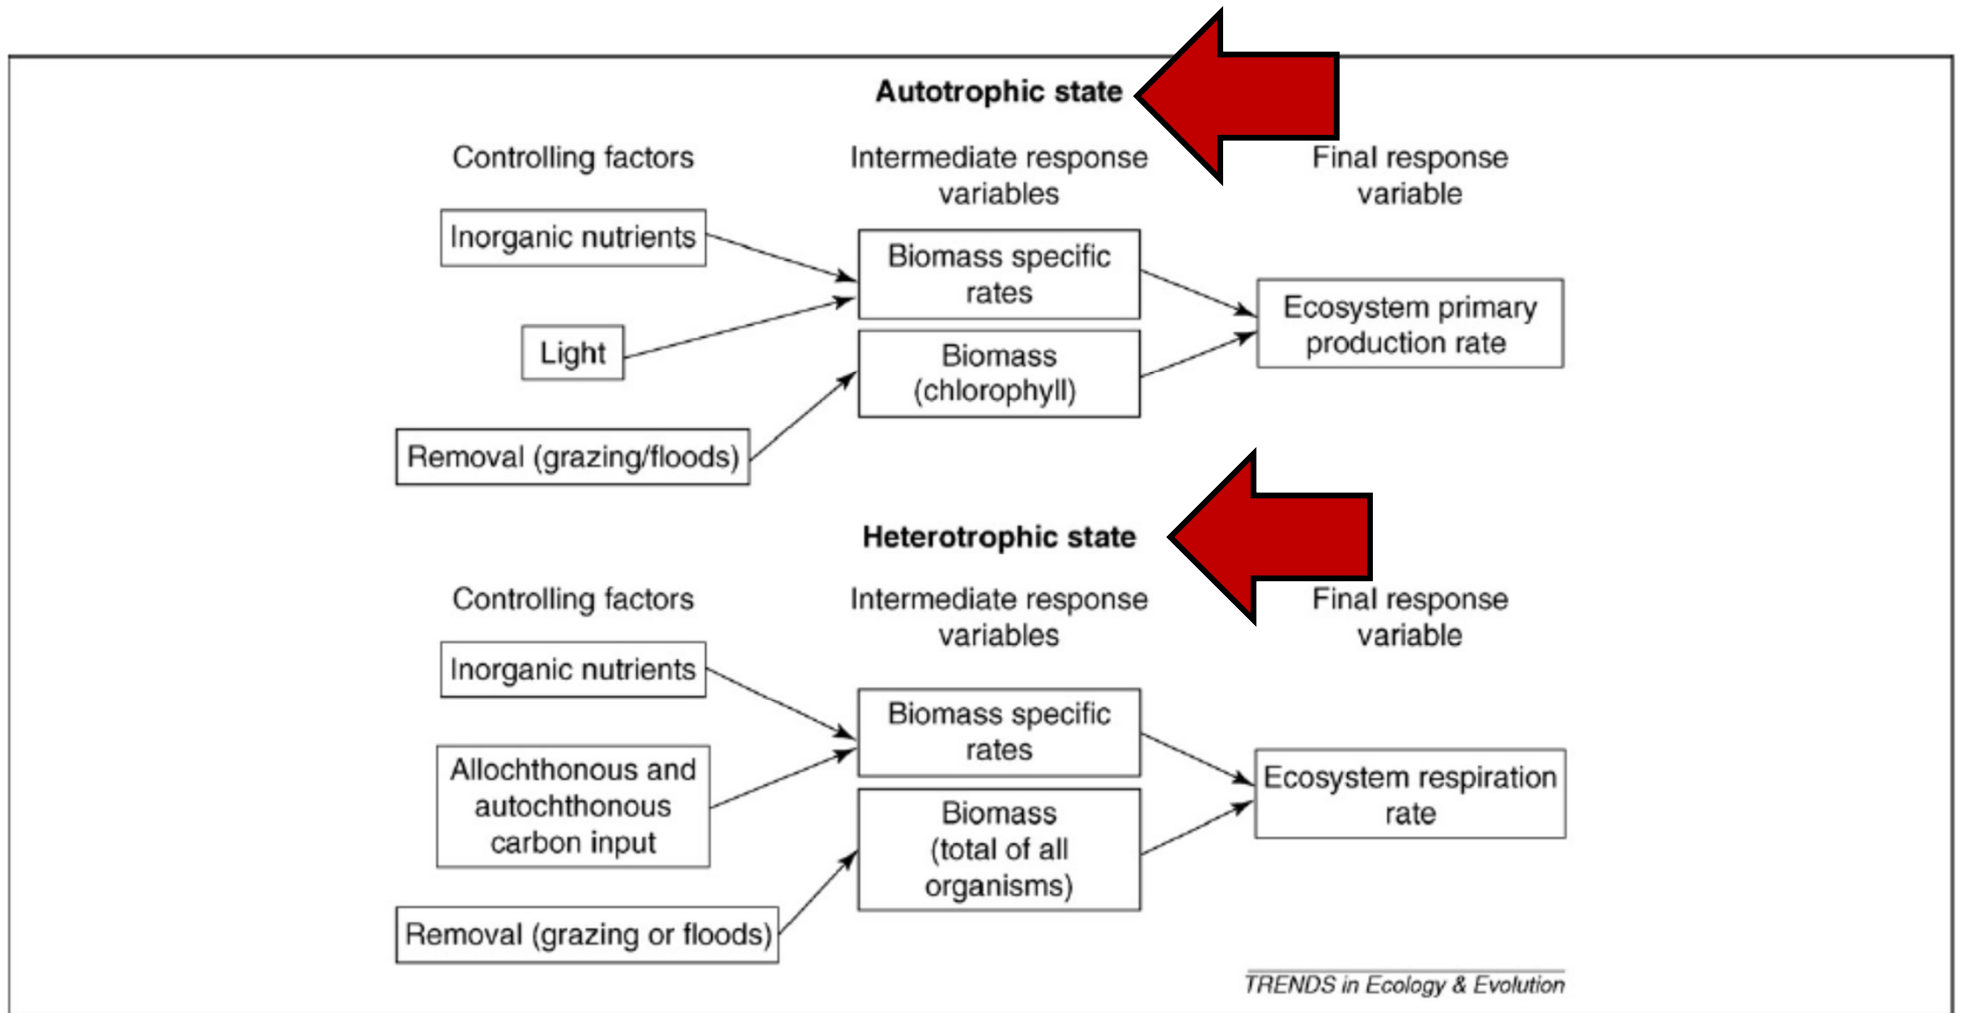 Autotrophic state
Controlling factors
Intermediate response
variables
Final response
variable
Inorganic nutrients
Light
Removal (grazing/floods)
Biomass specific
rates
Biomass
(chlorophyll)
Ecosystem primary
production rate
Heterotrophic state
Controlling factors
Intermediate response
variables
Final response
variable
Inorganic nutrients
Allochthonous and
autochthonous
carbon input
Removal (grazing or floods)
Biomass specific
rates
Biomass
(total of all
organisms)
Ecosystem respiration
rate
TRENDS in Ecology & Evolution